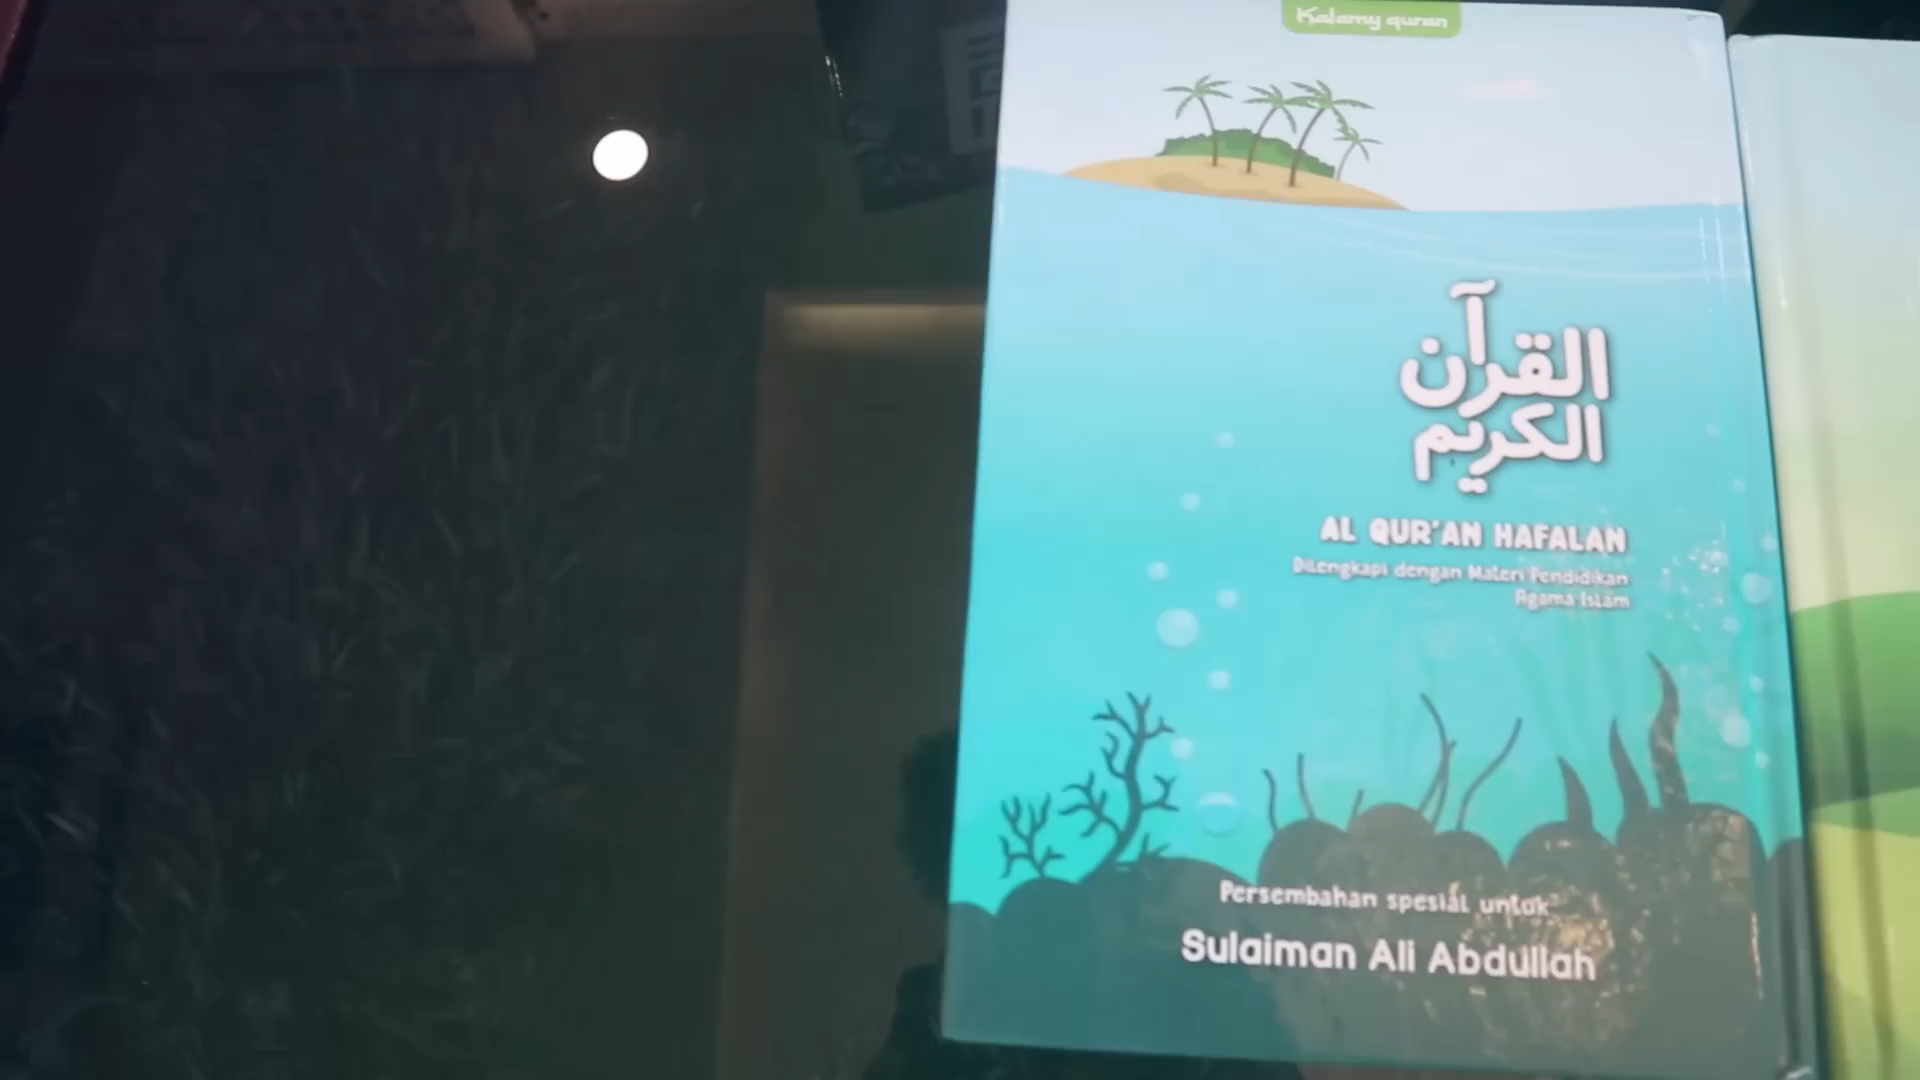 Kalamy quran
القرآن
الكريم
AL QUR'AN HAFALAN
Dilengkapi dengan Materi Pendidikan
Agama Islam
Persembahan spesial untuk
Sulaiman Ali Abdullah